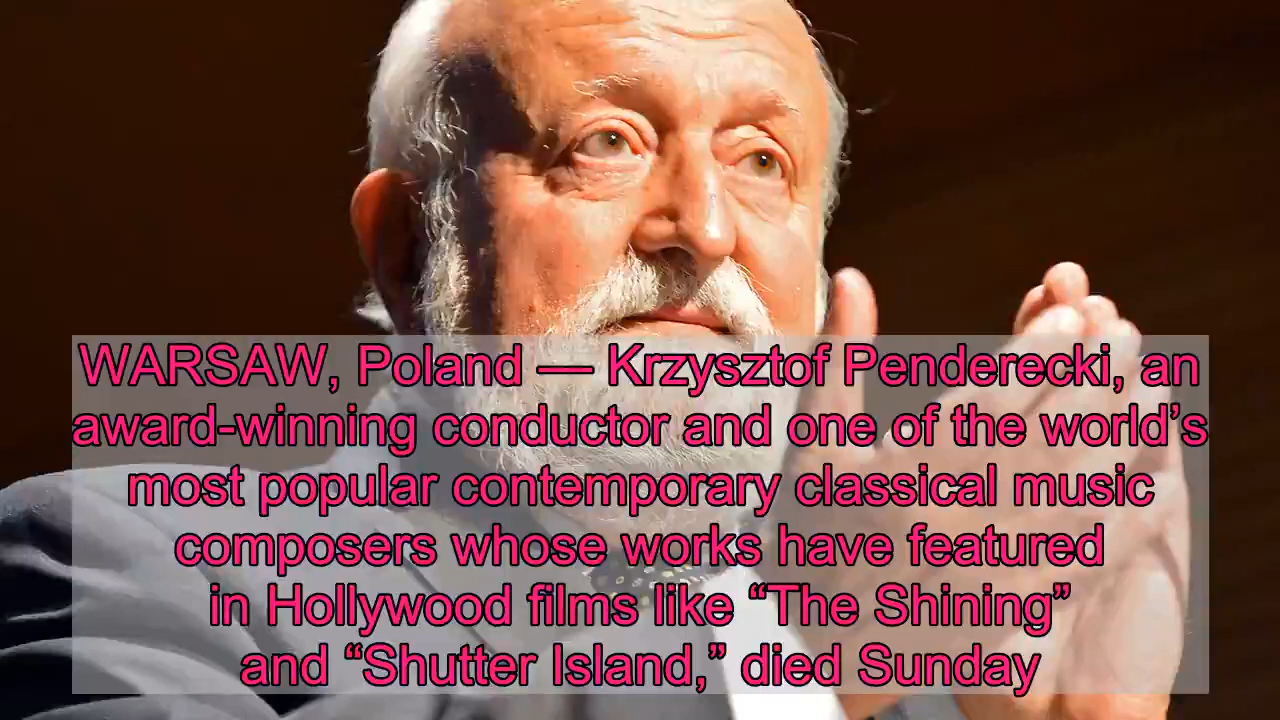 WARSAW, Poland — Krzysztof Penderecki, an
award-winning conductor and one of the world’s
most popular contemporary classical music
composers whose works have featured
in Hollywood films like “The Shining”
and “Shutter Island,” died Sunday